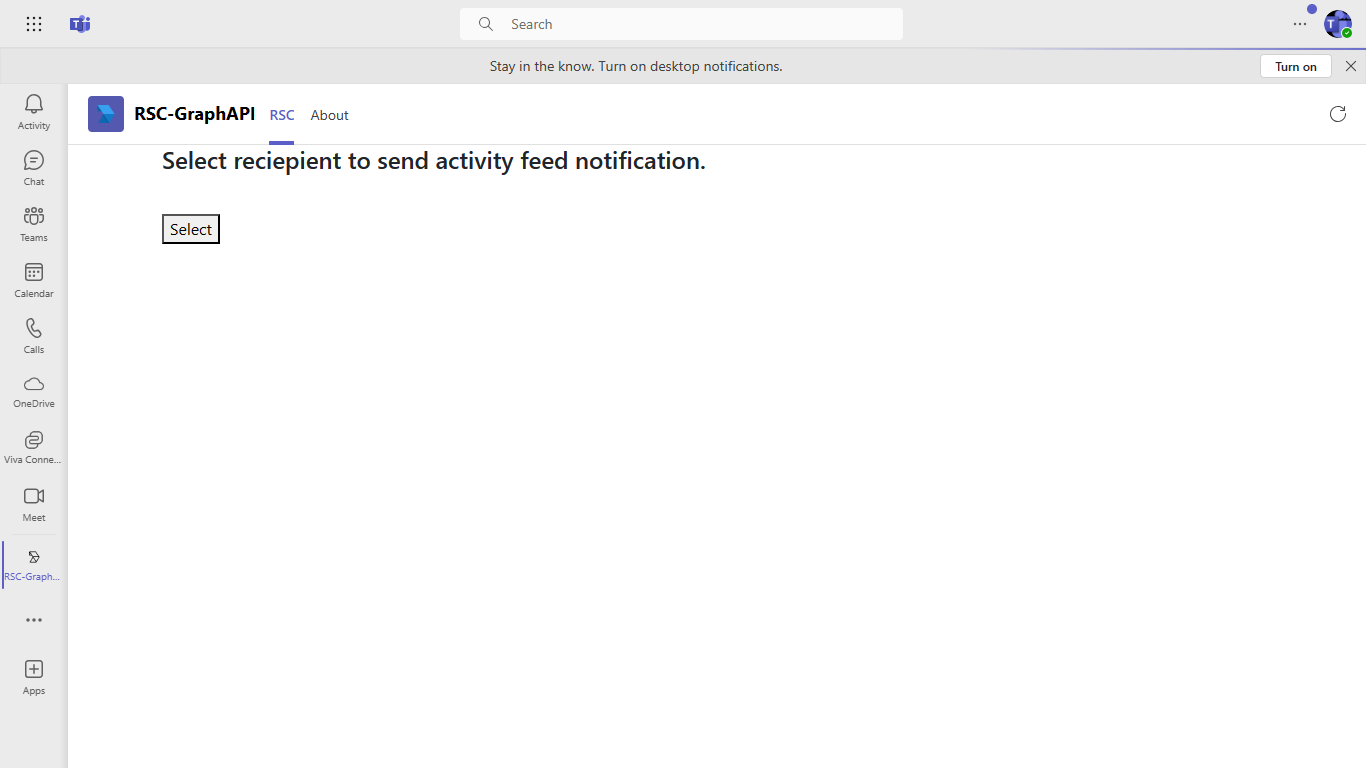 Search
Stay in the know. Turn on desktop notifications.
Turn on
Activity
Chat
Teams
Calendar
Calls
OneDrive
Viva Conne...
Meet
RSC-Graph...
Apps
RSC-GraphAPI
RSC
About
Select reciepient to send activity feed notification.
Select